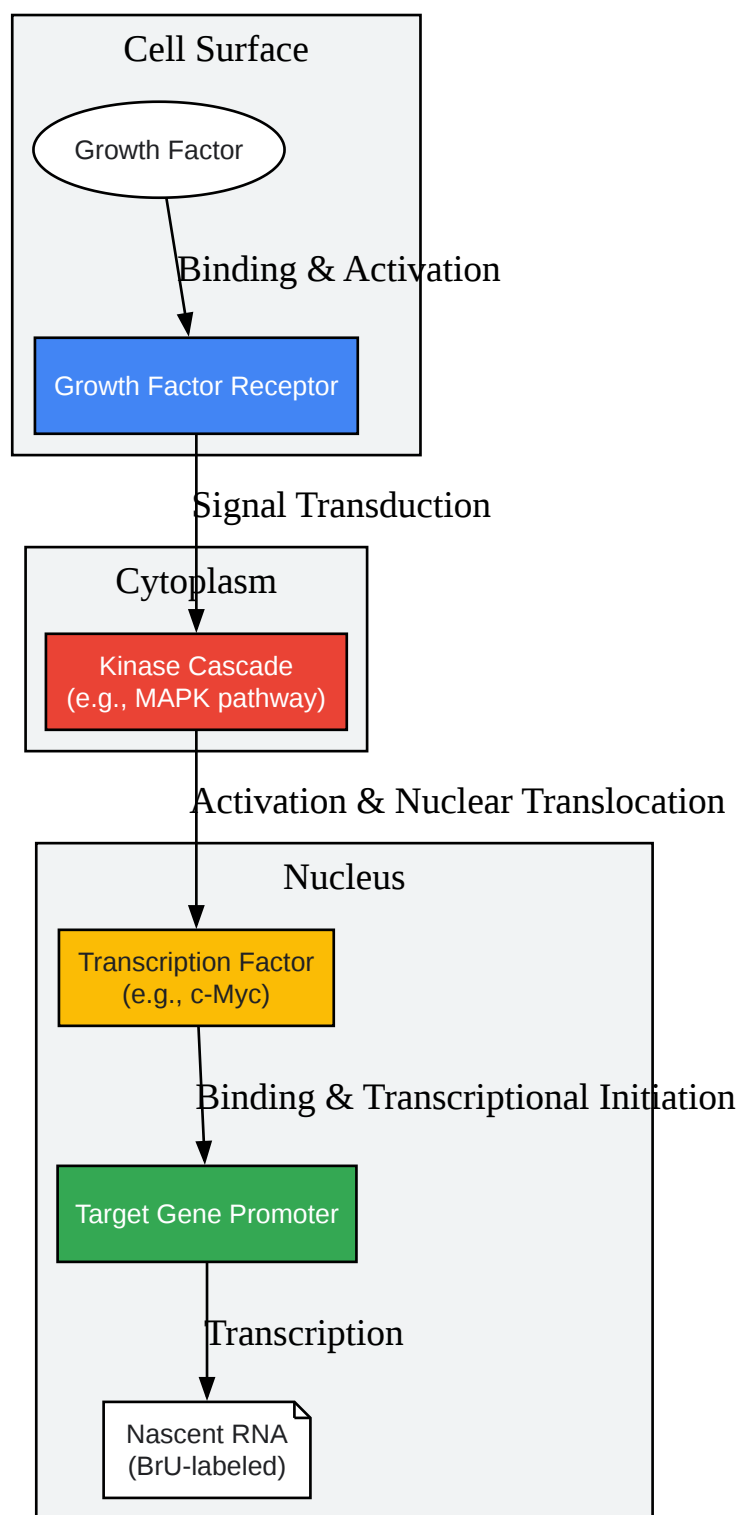 Cell Surface
Growth Factor
Binding & Activation
Growth Factor Receptor
Signal Transduction
Cytoplasm
Kinase Cascade
(e.g., MAPK pathway)
Activation & Nuclear Translocation
Nucleus
Transcription Factor
(e.g., c-Myc)
Binding & Transcriptional Initiation
Target Gene Promoter
Transcription
Nascent RNA
(BrU-labeled)